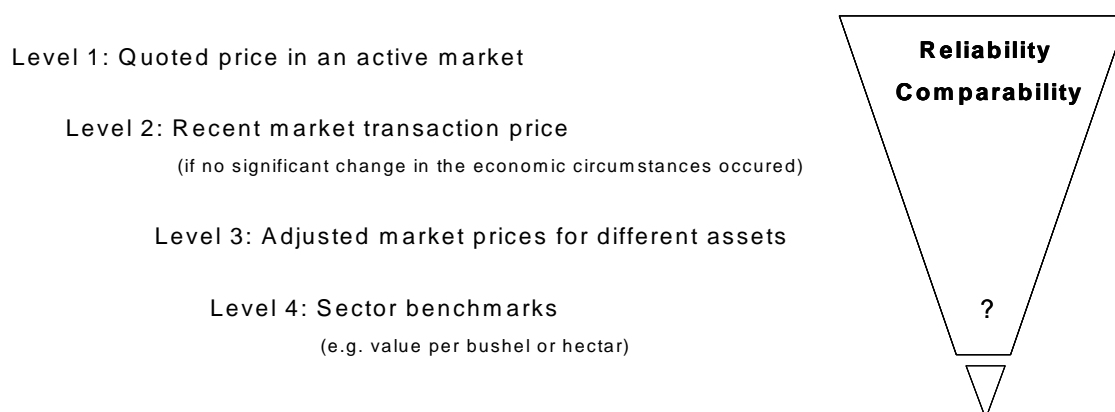 Level 1: Quoted price in an active market
Level 2: Recent market transaction price
(if no significant change in the economic circumstances occured)
Level 3: Adjusted market prices for different assets
Level 4: Sector benchmarks
(e.g. value per bushel or hectar)
Reliability
Comparability
?